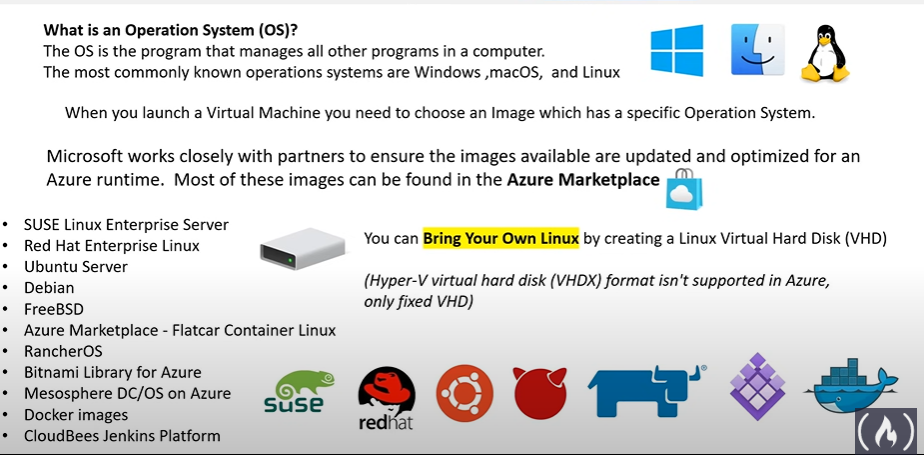 What is an Operation System (OS)?
The OS is the program that manages all other programs in a computer.
The most commonly known operations systems are Windows ,macOS, and Linux
When you launch a Virtual Machine you need to choose an Image which has a specific Operation System.
Microsoft works closely with partners to ensure the images available are updated and optimized for an
Azure runtime. Most of these images can be found in the Azure Marketplace
• SUSE Linux Enterprise Server
• Red Hat Enterprise Linux
• Ubuntu Server
• Debian
• FreeBSD
• Azure Marketplace - Flatcar Container Linux
• RancherOS
• Bitnami Library for Azure
• Mesosphere DC/OS on Azure
• Docker images
• CloudBees Jenkins Platform
You can Bring Your Own Linux by creating a Linux Virtual Hard Disk (VHD)
(Hyper-V virtual hard disk (VHDX) format isn't supported in Azure,
only fixed VHD)
suse
redhat